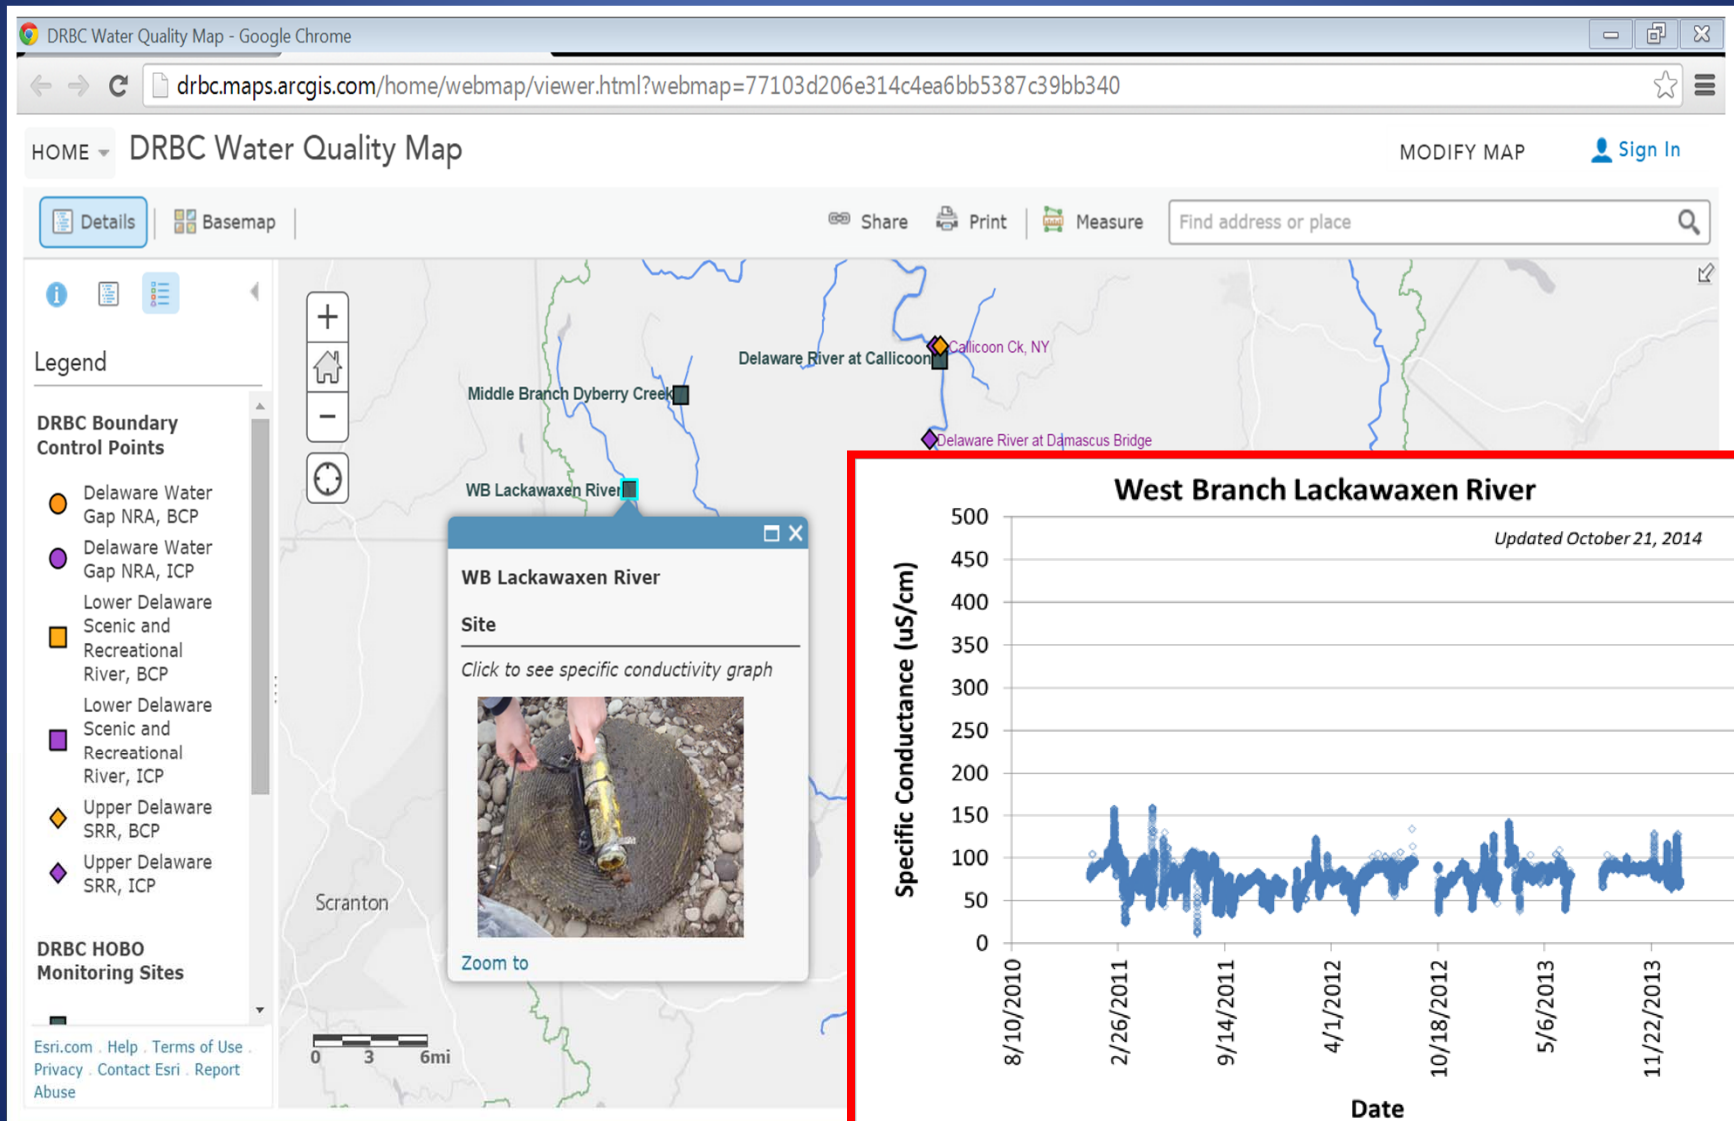 DRBC Water Quality Map - Google Chrome
drbc.maps.arcgis.com/home/webmap/viewer.html?webmap=77103d206e314c4ea6bb5387c39bb340
HOME DRBC Water Quality Map
MODIFY MAP Sign In
Details Basemap Share Print Measure Find address or place
Legend
DRBC Boundary
Control Points
Delaware Water
Gap NRA, BCP
Delaware Water
Gap NRA, ICP
Lower Delaware
Scenic and
Recreational
River, BCP
Lower Delaware
Scenic and
Recreational
River, ICP
Upper Delaware
SRR, BCP
Upper Delaware
SRR, ICP
DRBC HOBO
Monitoring Sites
Esri.com . Help . Terms of Use .
Privacy . Contact Esri . Report
Abuse
Callicoon Ck, NY
Delaware River at Callicoon
Middle Branch Dyberry Creek
Delaware River at Damascus Bridge
WB Lackawaxen River
WB Lackawaxen River
Site
Click to see specific conductivity graph
Zoom to
Scranton
0 3 6mi
West Branch Lackawaxen River
Updated October 21, 2014
Specific Conductance (uS/cm)
500
450
400
350
300
250
200
150
100
50
0
8/10/2010
2/26/2011
9/14/2011
4/1/2012
10/18/2012
5/6/2013
11/22/2013
Date